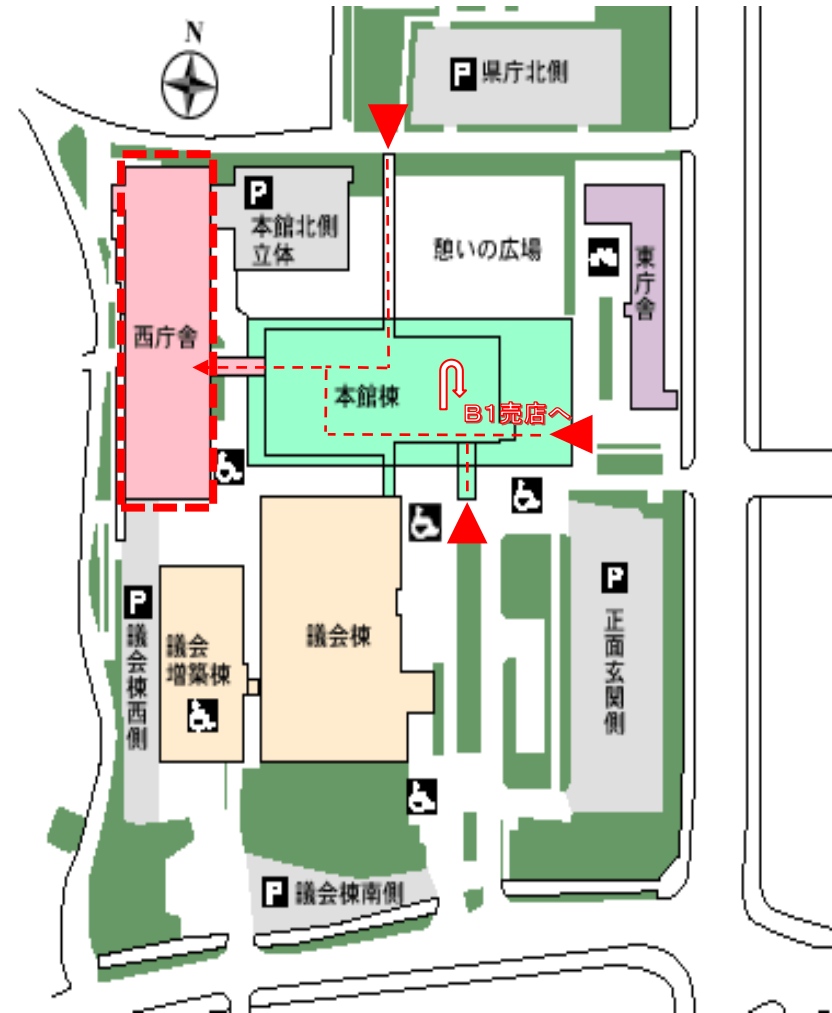 N
P 県庁北側
P
本館北側
立体
憩いの広場
東庁舎
西庁舎
本館棟
B1売店へ
P
議会棟西側
議会
増築棟
議会棟
P
正面玄関側
P 議会棟南側